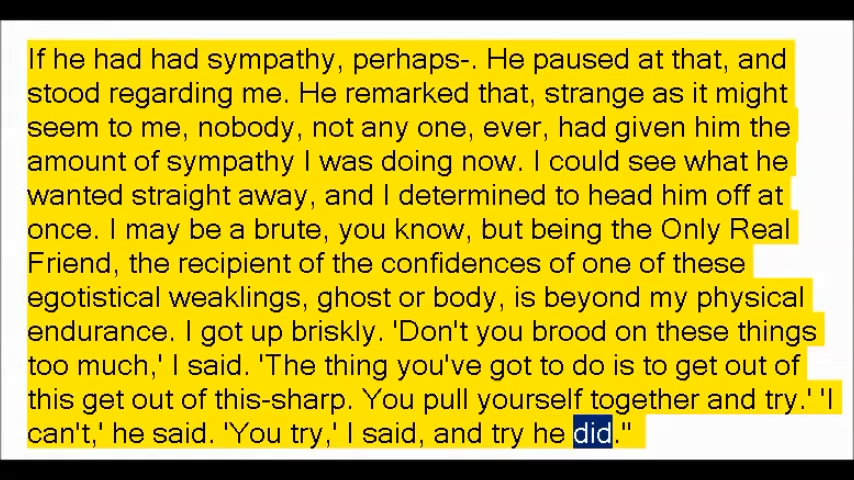 If he had had sympathy, perhaps-. He paused at that, and
stood regarding me. He remarked that, strange as it might
seem to me, nobody, not any one, ever, had given him the
amount of sympathy I was doing now. I could see what he
wanted straight away, and I determined to head him off at
once. I may be a brute, you know, but being the Only Real
Friend, the recipient of the confidences of one of these
egotistical weaklings, ghost or body, is beyond my physical
endurance. I got up briskly. 'Don't you brood on these things
too much,' I said. 'The thing you've got to do is to get out of
this get out of this-sharp. You pull yourself together and try.' 'I
can't,' he said. 'You try,' I said, and try he did."